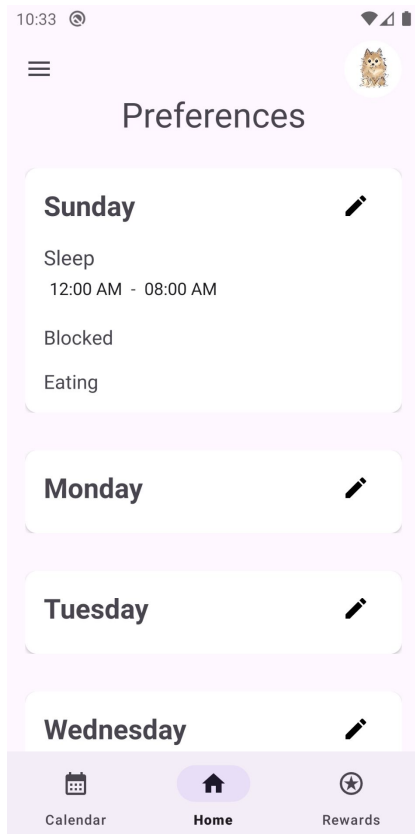 10:33
Preferences
Sunday
Sleep
12:00 AM - 08:00 AM
Blocked
Eating
Monday
Tuesday
Wednesday
Calendar
Home
Rewards